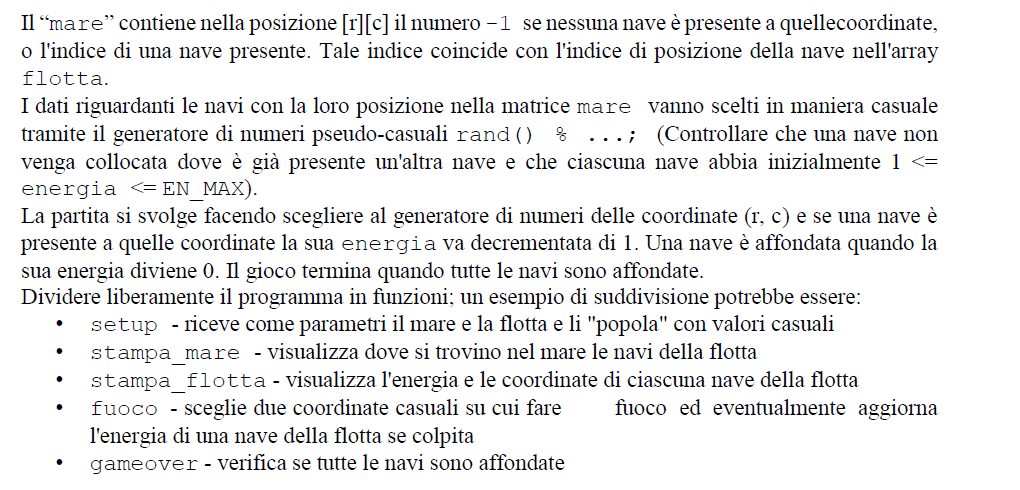 Il “mare” contiene nella posizione [r][c] il numero -1 se nessuna nave è presente a quellecoordinate,
o l'indice di una nave presente. Tale indice coincide con l'indice di posizione della nave nell'array
flotta.
I dati riguardanti le navi con la loro posizione nella matrice mare vanno scelti in maniera casuale
tramite il generatore di numeri pseudo-casuali rand() % ...; (Controllare che una nave non
venga collocata dove è già presente un'altra nave e che ciascuna nave abbia inizialmente 1 <=
energia <= EN_MAX).
La partita si svolge facendo scegliere al generatore di numeri delle coordinate (r, c) e se una nave è
presente a quelle coordinate la sua energia va decrementata di 1. Una nave è affondata quando la
sua energia diviene 0. Il gioco termina quando tutte le navi sono affondate.
Dividere liberamente il programma in funzioni; un esempio di suddivisione potrebbe essere:
• setup - riceve come parametri il mare e la flotta e li "popola" con valori casuali
• stampa_mare - visualizza dove si trovino nel mare le navi della flotta
• stampa_flotta - visualizza l'energia e le coordinate di ciascuna nave della flotta
• fuoco - sceglie due coordinate casuali su cui fare fuoco ed eventualmente aggiorna
l'energia di una nave della flotta se colpita
• gameover - verifica se tutte le navi sono affondate